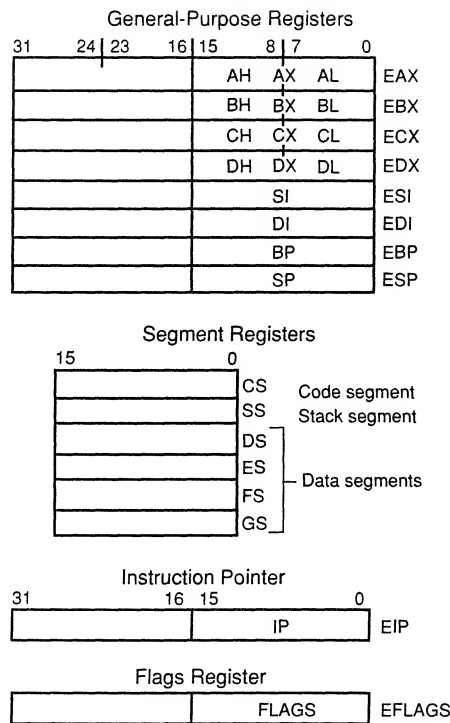 General-Purpose Registers
31 24 23 16 15 8 7 0
AH AX AL EAX
BH BX BL EBX
CH CX CL ECX
DH DX DL EDX
SI ESI
DI EDI
BP EBP
SP ESP
Segment Registers
15 0
CS Code segment
SS Stack segment
DS
ES
FS
GS
Data segments
Instruction Pointer
31 16 15 0
IP EIP
Flags Register
FLAGS EFLAGS